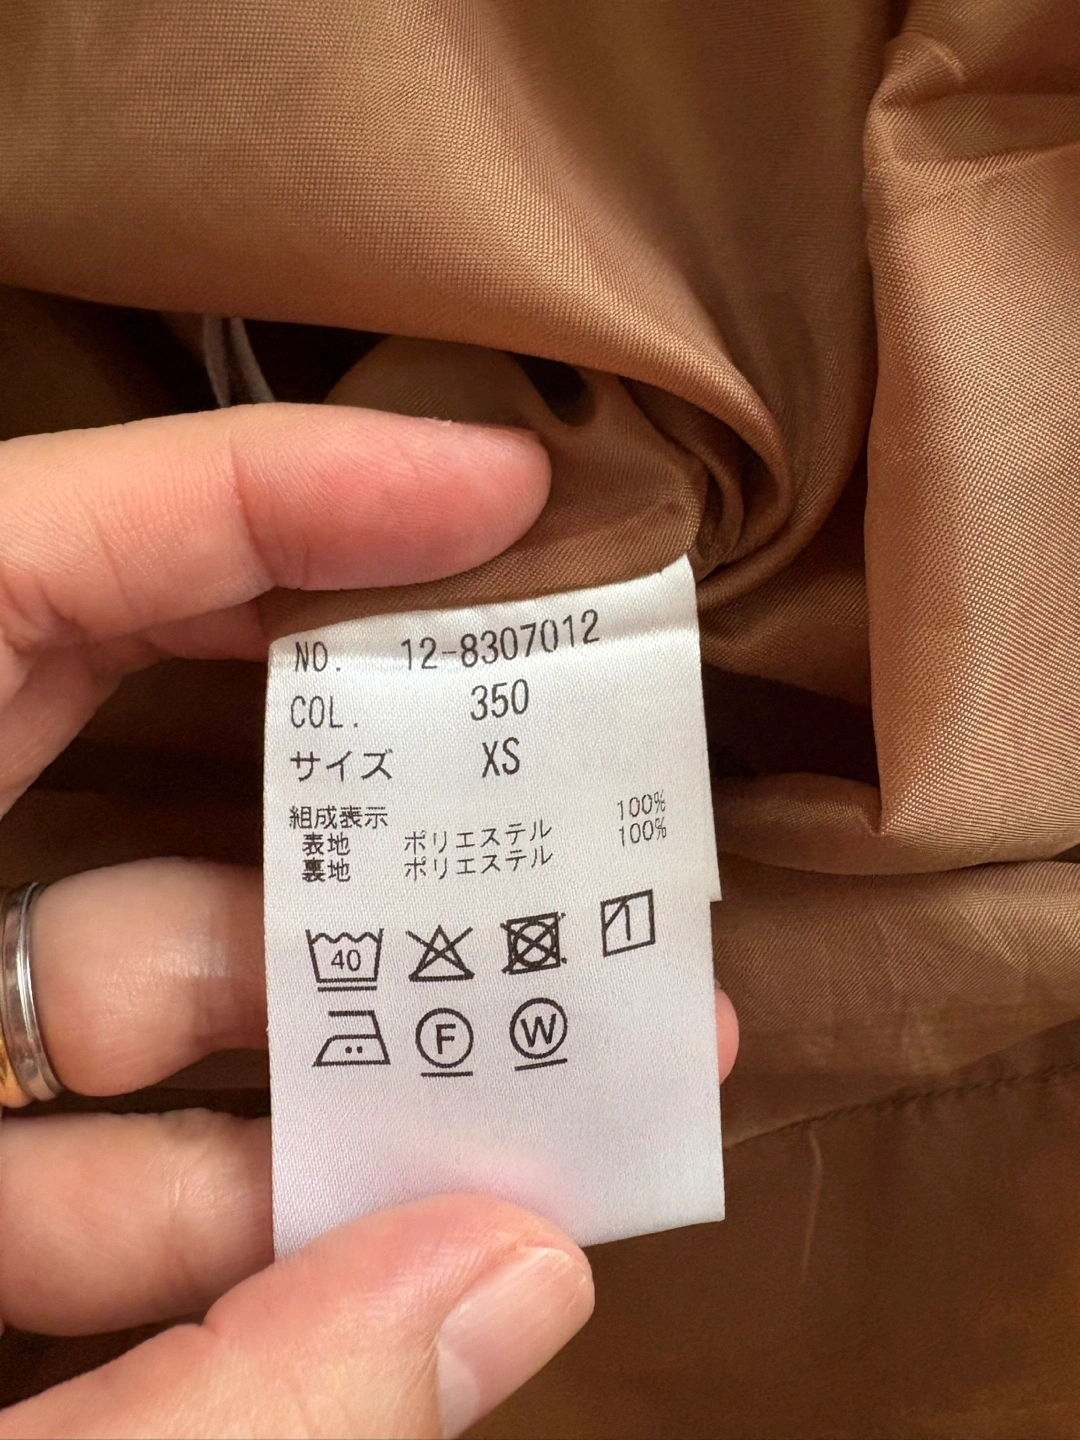 NO. 12-8307012
COL. 350
サイズ XS
組成表示
表地 ポリエステル 100%
裏地 ポリエステル 100%
40
F W